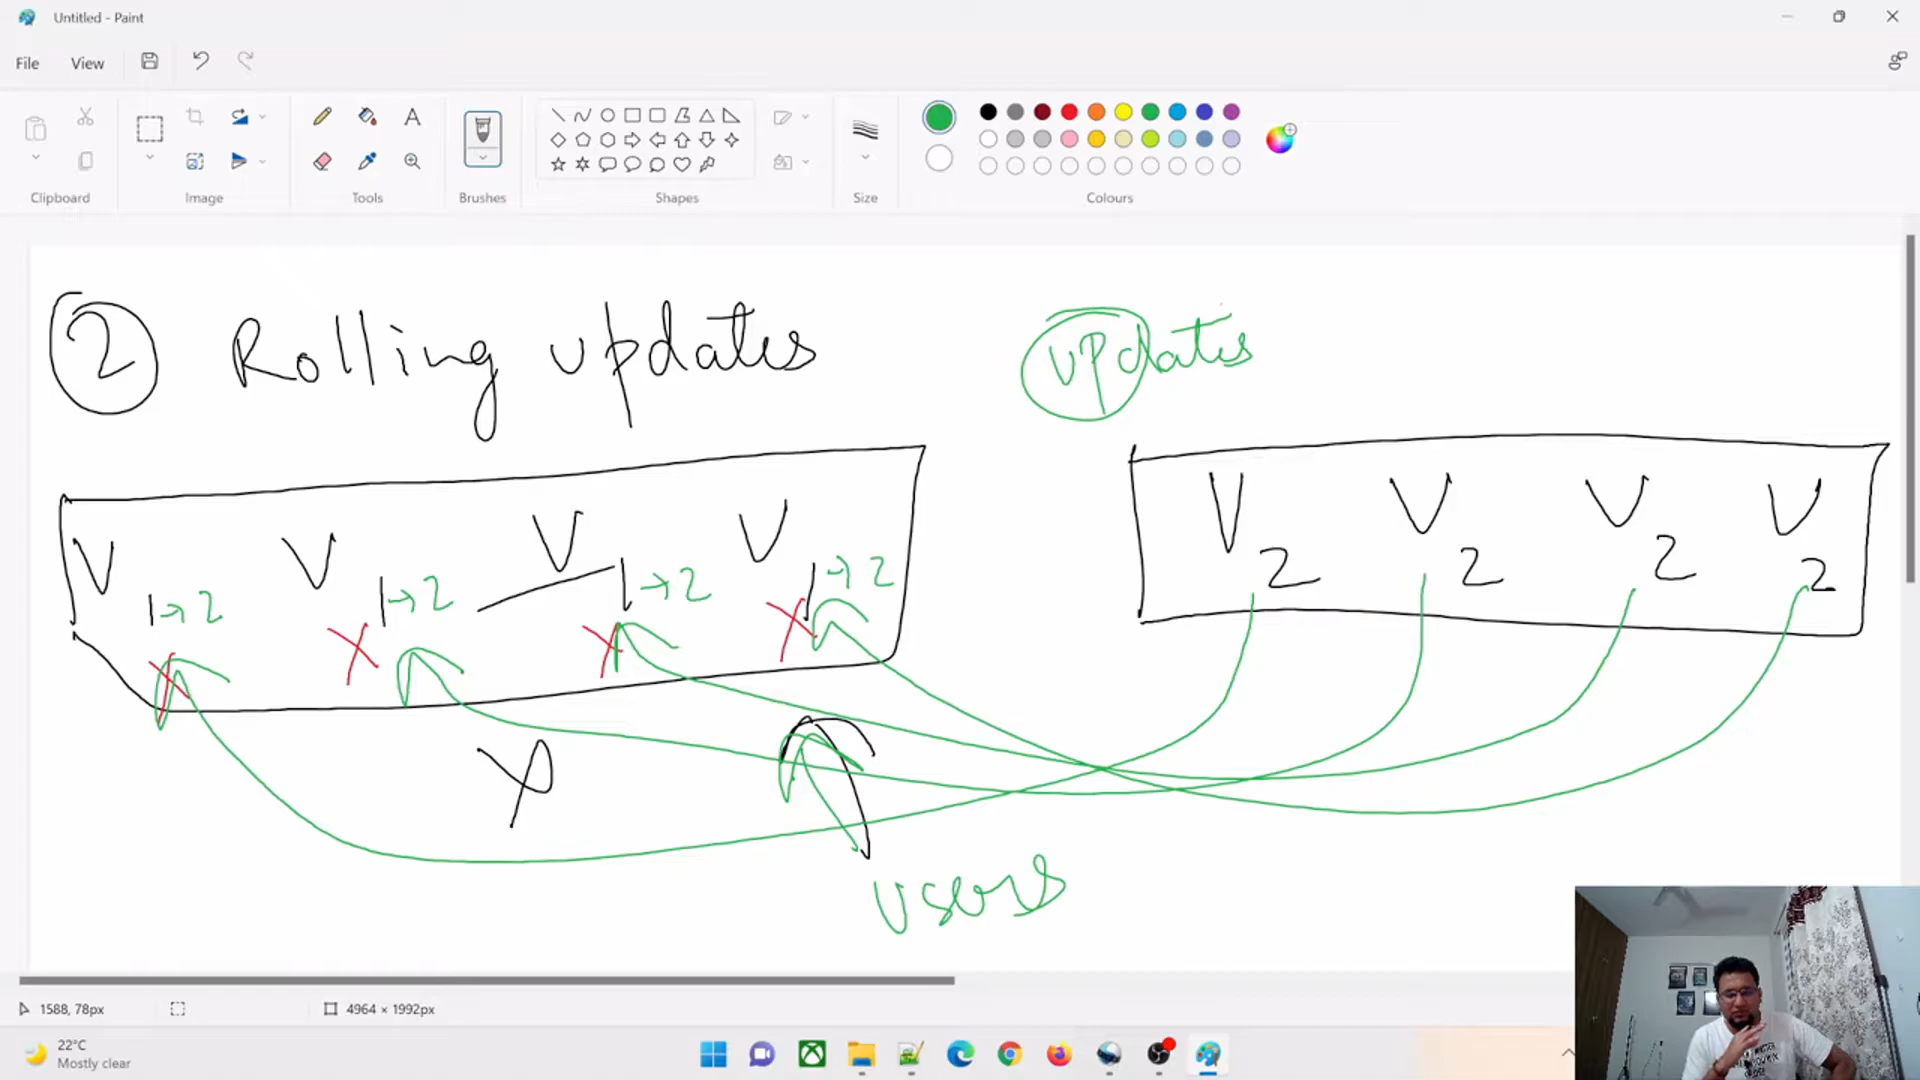 Untitled - Paint
File View
Clipboard Image Tools Brushes Shapes Size Colours
2 Rolling updates updates
V 1→2 V 1→2 V 1→2 V 1→2
V2 V2 V2 V2
X X X X
X
users
1588, 78px 4964 × 1992px
22°C
Mostly clear